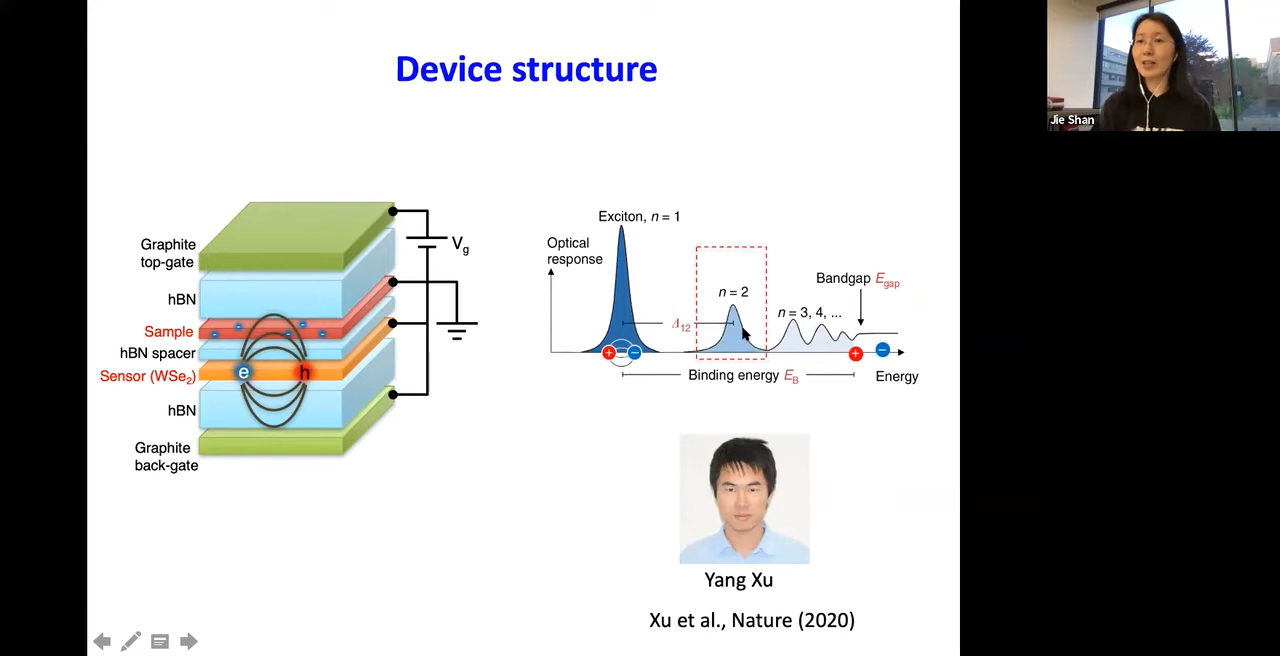 Device structure
Jie Shan
Graphite
top-gate
hBN
Sample
hBN spacer
Sensor (WSe2)
hBN
Graphite
back-gate
e
h
Vg
Exciton, n = 1
Optical
response
n = 2
Δ12
n = 3, 4, ...
Bandgap Egap
Binding energy EB
Energy
Yang Xu
Xu et al., Nature (2020)